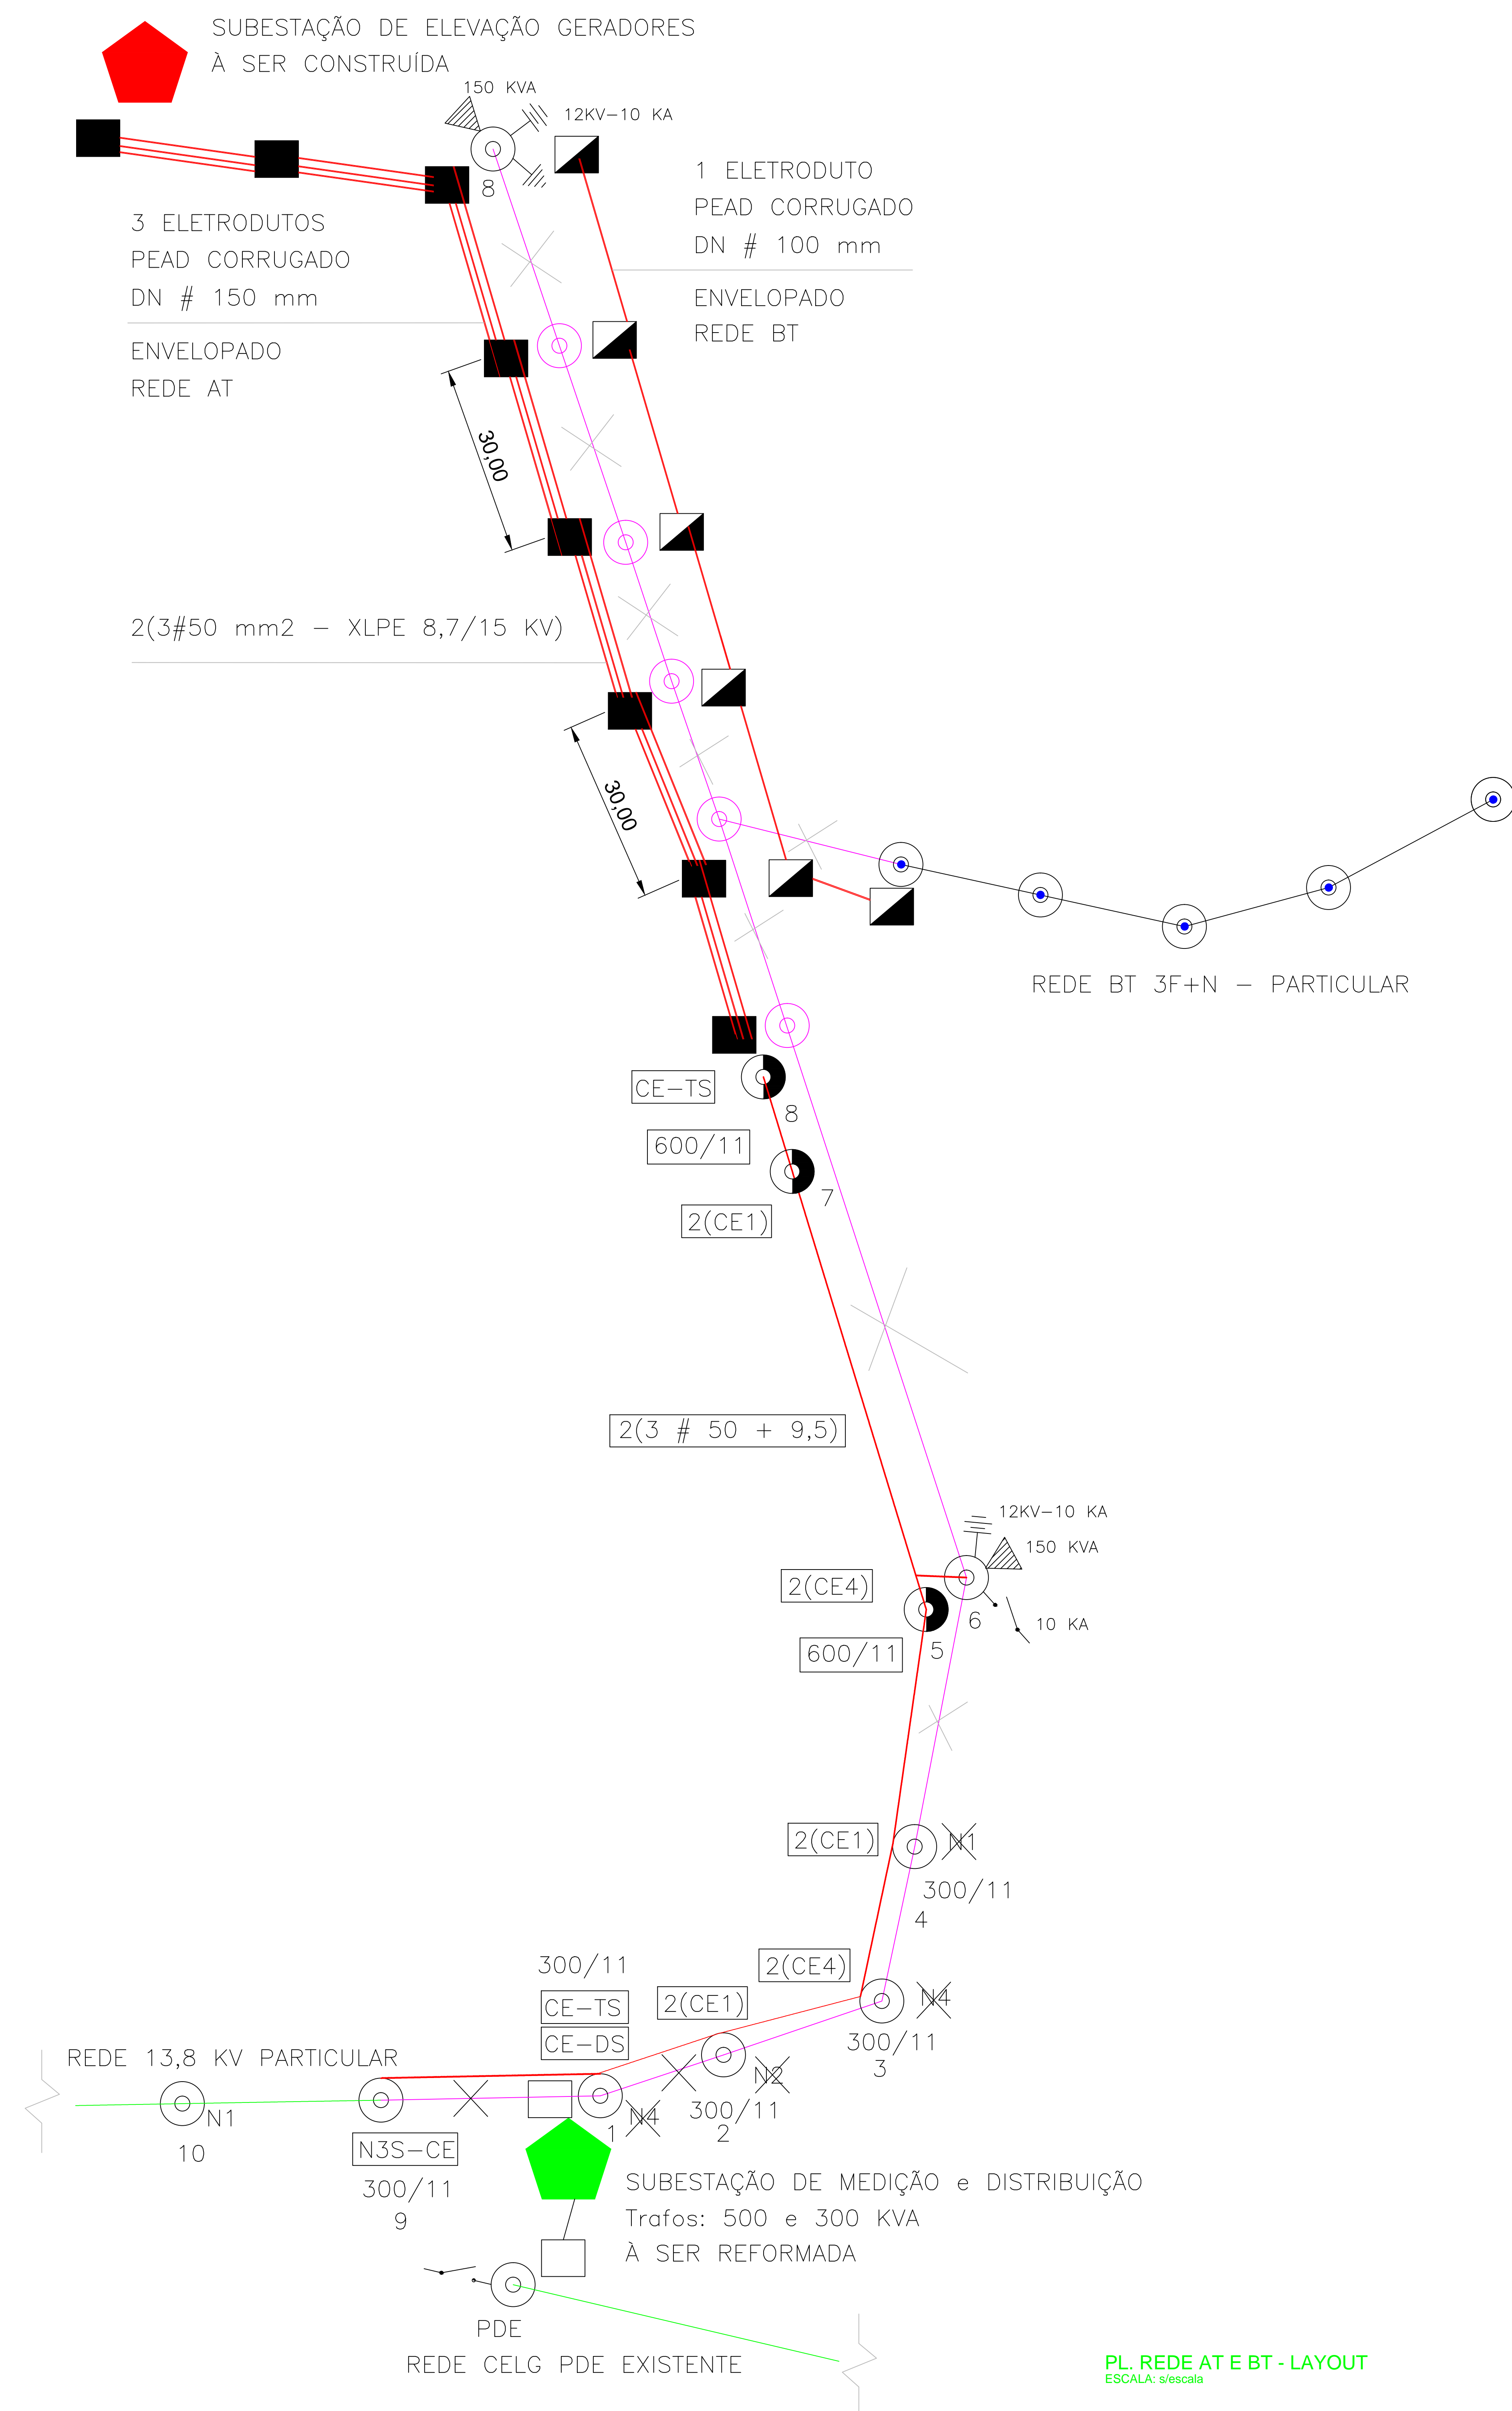 SUBESTAÇÃO DE ELEVAÇÃO GERADORES
À SER CONSTRUÍDA
150 KVA
12KV-10 KA
8
1 ELETRODUTO
PEAD CORRUGADO
DN # 100 mm
ENVELOPADO
REDE BT
3 ELETRODUTOS
PEAD CORRUGADO
DN # 150 mm
ENVELOPADO
REDE AT
30,00
2(3#50 mm2 - XLPE 8,7/15 KV)
30,00
REDE BT 3F+N - PARTICULAR
CE-TS
8
600/11
7
2(CE1)
2(3 # 50 + 9,5)
12KV-10 KA
150 KVA
2(CE4)
6
10 KA
5
600/11
2(CE1)
N1
300/11
4
300/11
2(CE4)
CE-TS
2(CE1)
N4
CE-DS
300/11
3
REDE 13,8 KV PARTICULAR
N2
300/11
2
N1
10
N4
1
N3S-CE
300/11
9
SUBESTAÇÃO DE MEDIÇÃO e DISTRIBUIÇÃO
Trafos: 500 e 300 KVA
À SER REFORMADA
PDE
REDE CELG PDE EXISTENTE
PL. REDE AT E BT - LAYOUT
ESCALA: s/escala